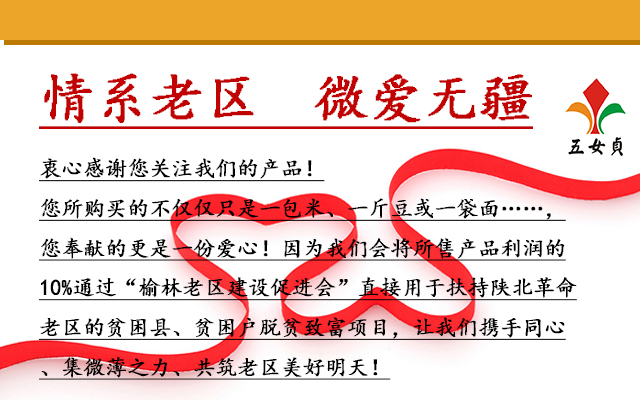 情系老区 微爱无疆
五女貞
衷心感谢您关注我们的产品！
您所购买的不仅仅只是一包米、一斤豆或一袋面……，
您奉献的更是一份爱心！因为我们会将所售产品利润的
10%通过“榆林老区建设促进会”直接用于扶持陕北革命
老区的贫困县、贫困户脱贫致富项目，让我们携手同心
、集微薄之力、共筑老区美好明天！